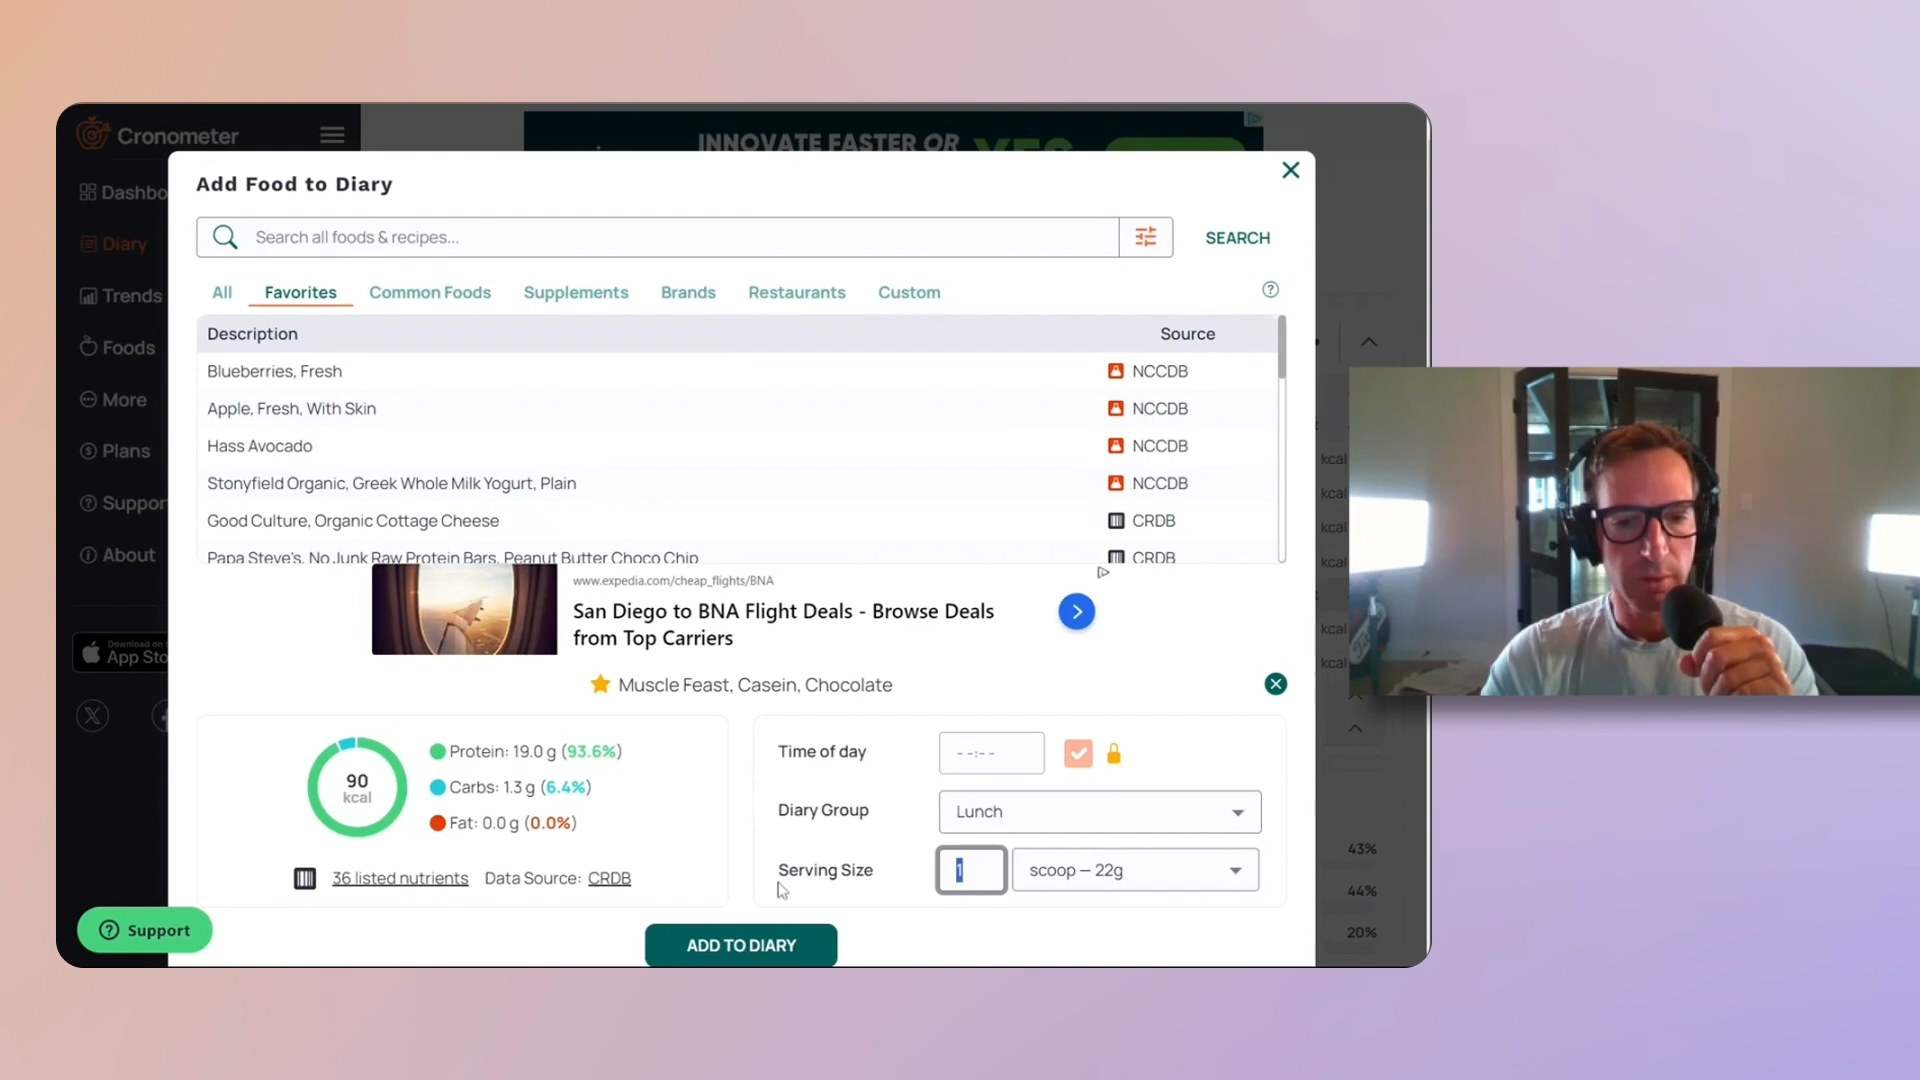 Cronometer
INNOVATE FASTER OR YES
Add Food to Diary
Dashbo
Diary
Trends
Foods
More
Plans
Suppor
About
Download on
App Sto
Search all foods & recipes...
SEARCH
All Favorites Common Foods Supplements Brands Restaurants Custom
Description Source
Blueberries, Fresh NCCDB
Apple, Fresh, With Skin NCCDB
Hass Avocado NCCDB
Stonyfield Organic, Greek Whole Milk Yogurt, Plain NCCDB
Good Culture, Organic Cottage Cheese CRDB
Papa Steve's, No Junk Raw Protein Bars, Peanut Butter Choco Chip CRDB
www.expedia.com/cheap_flights/BNA
San Diego to BNA Flight Deals - Browse Deals
from Top Carriers
Muscle Feast, Casein, Chocolate
90
kcal
Protein: 19.0 g (93.6%)
Carbs: 1.3 g (6.4%)
Fat: 0.0 g (0.0%)
36 listed nutrients Data Source: CRDB
Time of day --:--
Diary Group Lunch
Serving Size 1 scoop – 22g
ADD TO DIARY
Support
kcal
kcal
kcal
kcal
kcal
kcal
43%
44%
20%